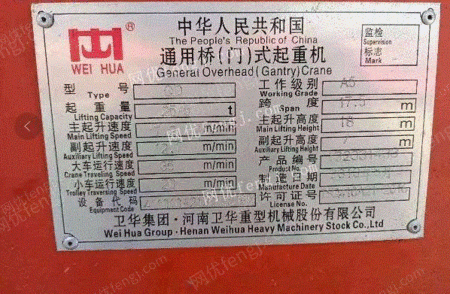 WEI HUA ®
中华人民共和国
The People's Republic of China
通用桥(门)式起重机
General Overhead(Gantry)Crane
监检
Supervision
标志
Mark
型号
Type
工作级别 A5
Working Grade
起重量 t
Lifting Capacity
跨度 m
Span
主起升速度 m/min
Main Lifting Speed
主起升高度 18 m
Main Lifting Height
副起升速度 m/min
Auxiliary Lifting Speed
副起升高度 m
Auxiliary Lifting Height
大车运行速度 m/min
Crane Traveling Speed
产品编号
Product No.
小车运行速度 m/min
Trolley Traversing Speed
制造日期
Manufacture Date
设备代码
Equipment Code
许可证号
License No.
卫华集团·河南卫华重型机械股份有限公司
Wei Hua Group·Henan Weihua Heavy Machinery Stock Co.,Ltd